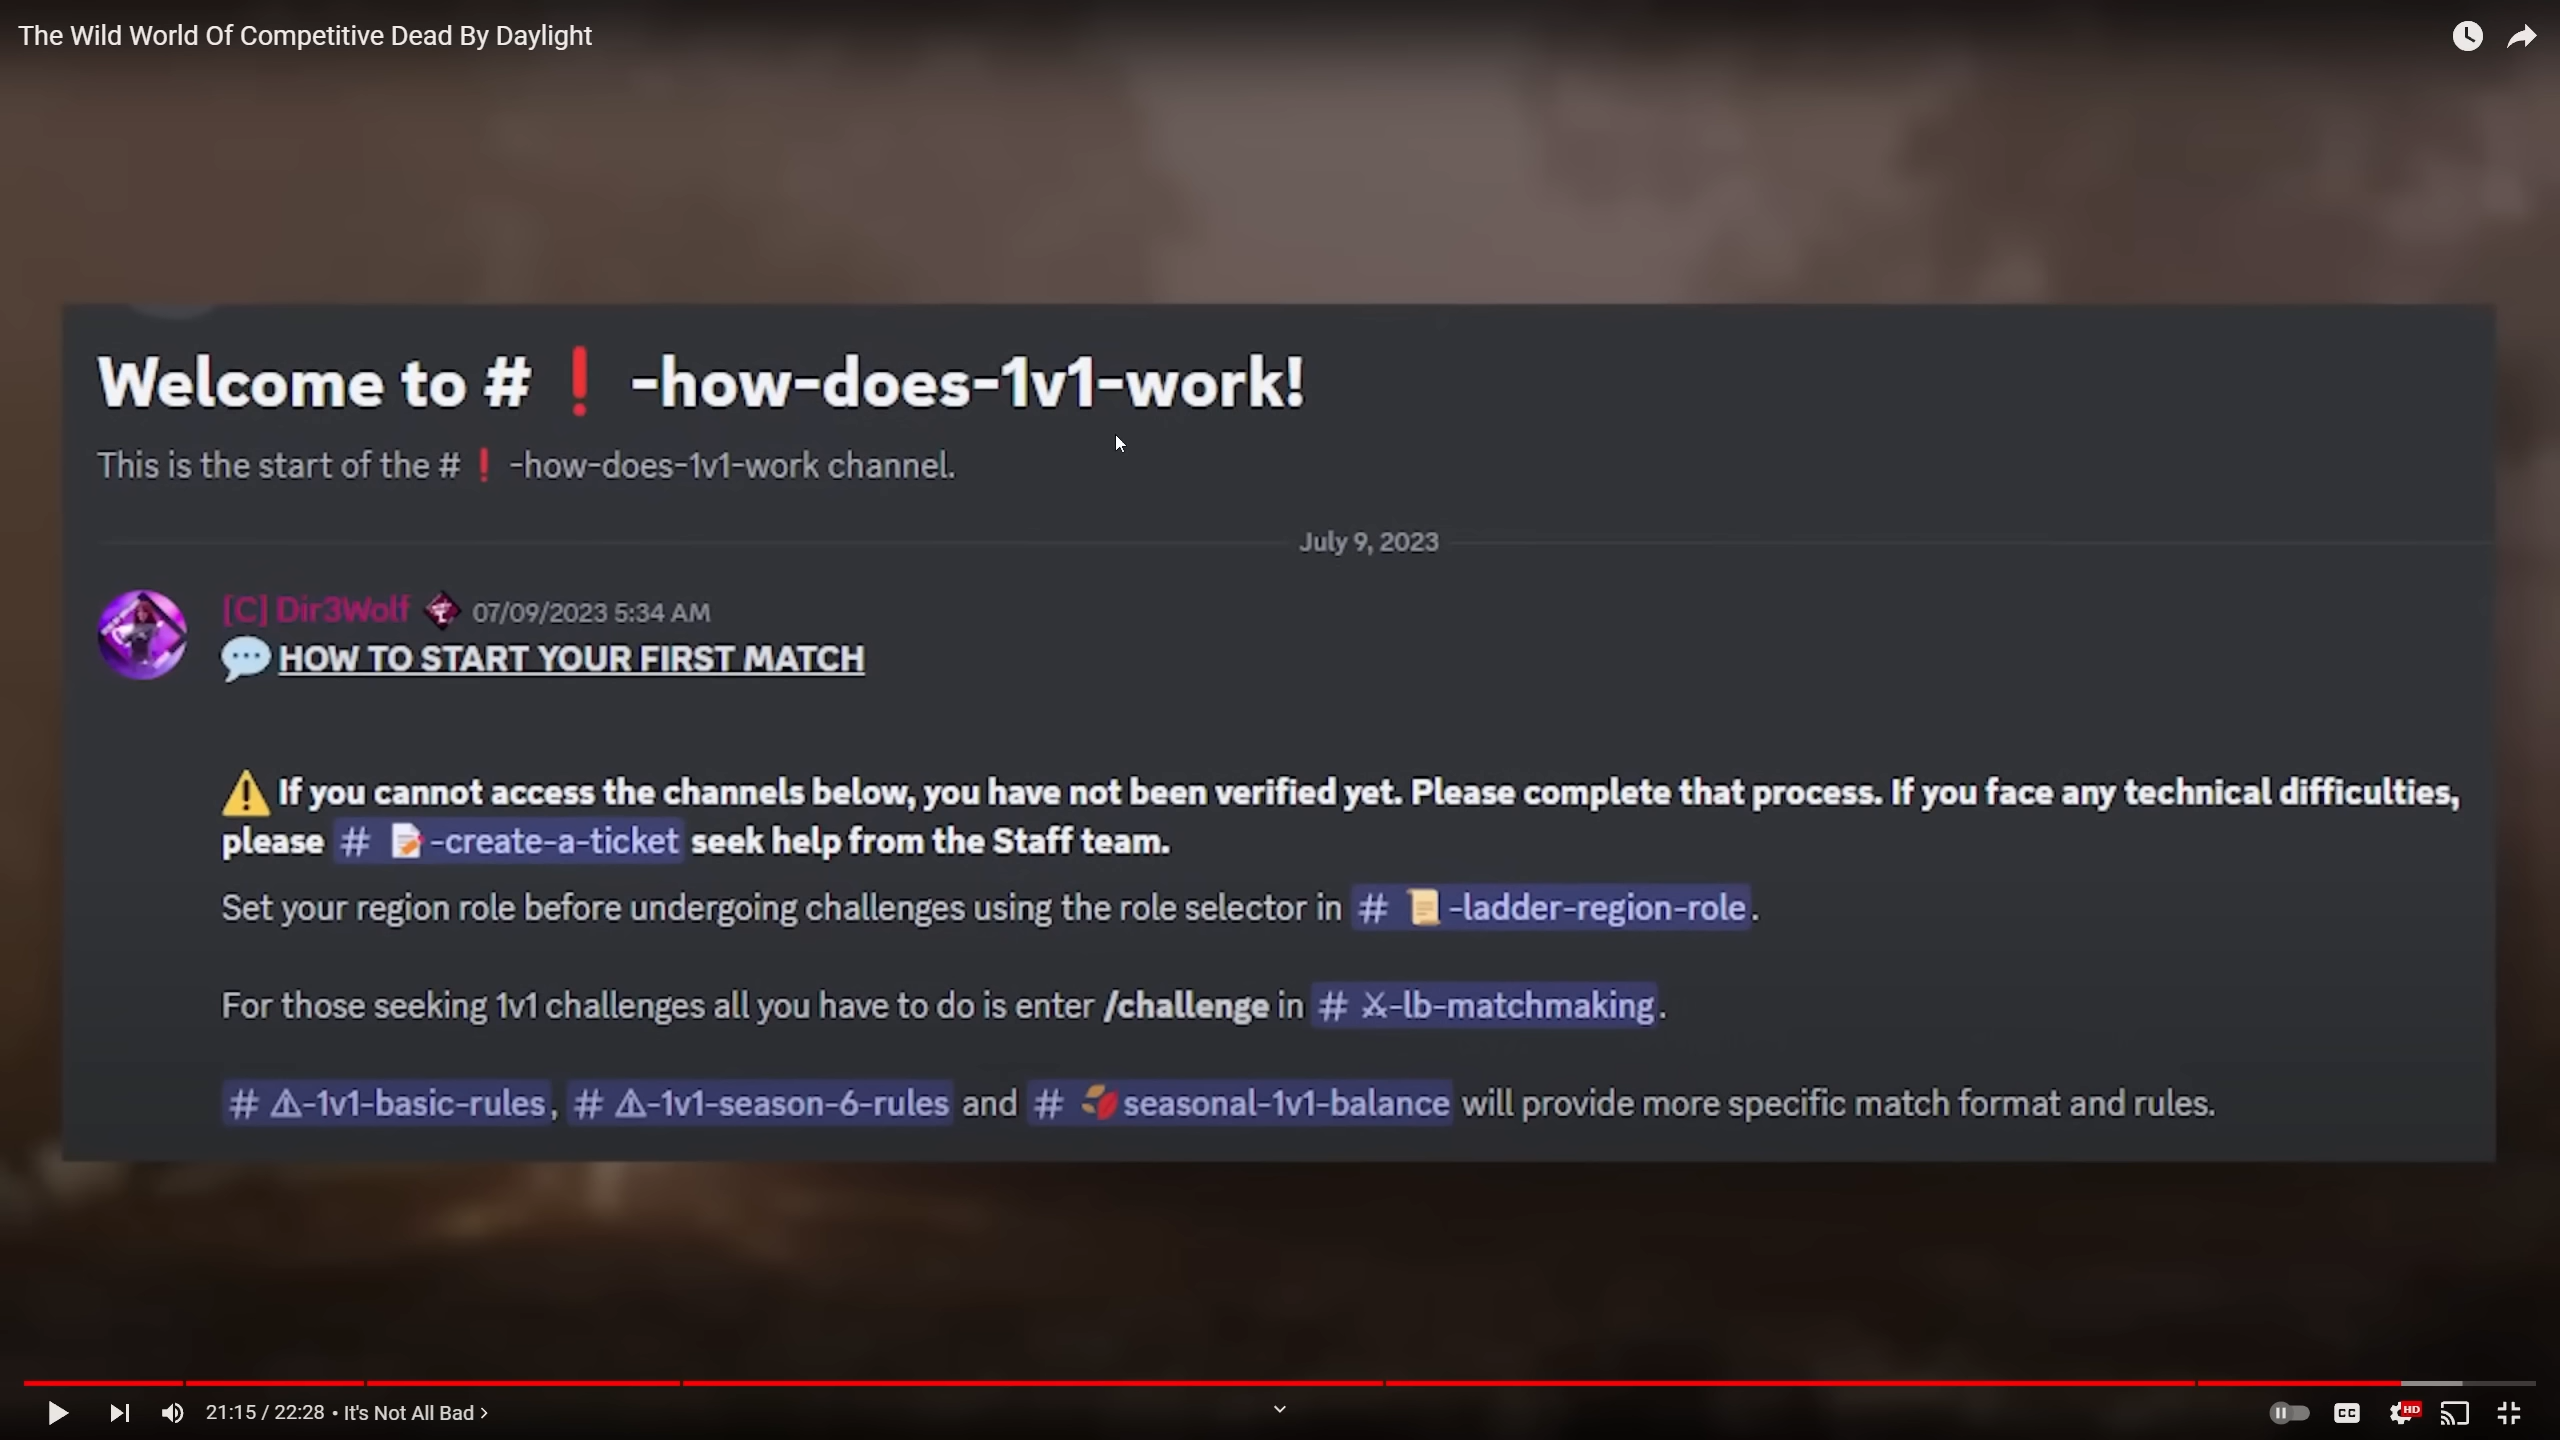 The Wild World Of Competitive Dead By Daylight
Welcome to # ❗ -how-does-1v1-work!
This is the start of the # ❗ -how-does-1v1-work channel.
July 9, 2023
[C] Dir3Wolf 07/09/2023 5:34 AM
💬 HOW TO START YOUR FIRST MATCH
⚠️ If you cannot access the channels below, you have not been verified yet. Please complete that process. If you face any technical difficulties,
please # 📝-create-a-ticket seek help from the Staff team.
Set your region role before undergoing challenges using the role selector in # 📜-ladder-region-role.
For those seeking 1v1 challenges all you have to do is enter /challenge in # ⚔-lb-matchmaking.
# ⚠-1v1-basic-rules, # ⚠-1v1-season-6-rules and # 🍂seasonal-1v1-balance will provide more specific match format and rules.
21:15 / 22:28 • It's Not All Bad ›
CC
HD